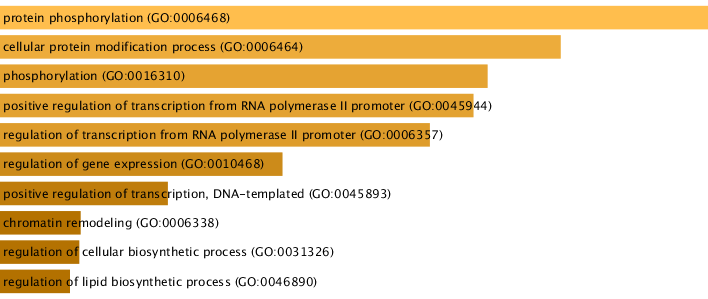 protein phosphorylation (GO:0006468)
cellular protein modification process (GO:0006464)
phosphorylation (GO:0016310)
positive regulation of transcription from RNA polymerase II promoter (GO:0045944)
regulation of transcription from RNA polymerase II promoter (GO:0006357)
regulation of gene expression (GO:0010468)
positive regulation of transcription, DNA-templated (GO:0045893)
chromatin remodeling (GO:0006338)
regulation of cellular biosynthetic process (GO:0031326)
regulation of lipid biosynthetic process (GO:0046890)